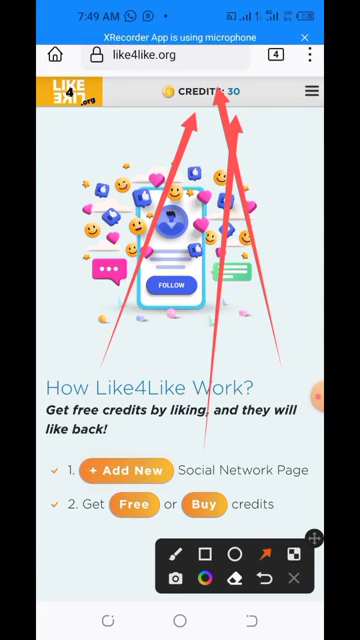 7:49 AM
XRecorder App is using microphone
like4like.org
4
LIKE
4
LIKE
.org
CREDITS: 30
FOLLOW
How Like4Like Work?
Get free credits by liking, and they will
like back!
1. + Add New Social Network Page
2. Get Free or Buy credits